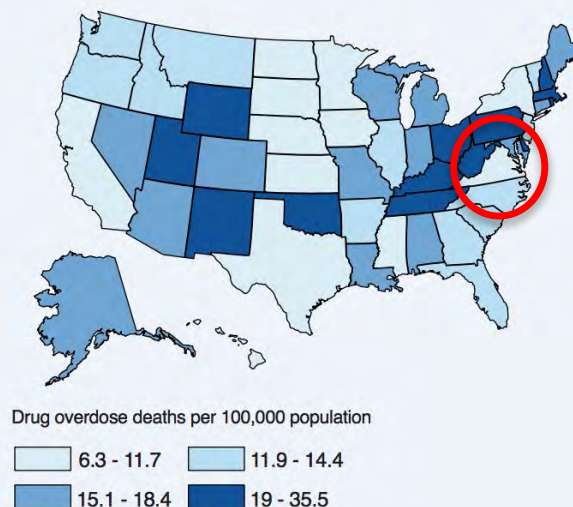 Drug overdose deaths per 100,000 population
6.3 - 11.7
11.9 - 14.4
15.1 - 18.4
19 - 35.5